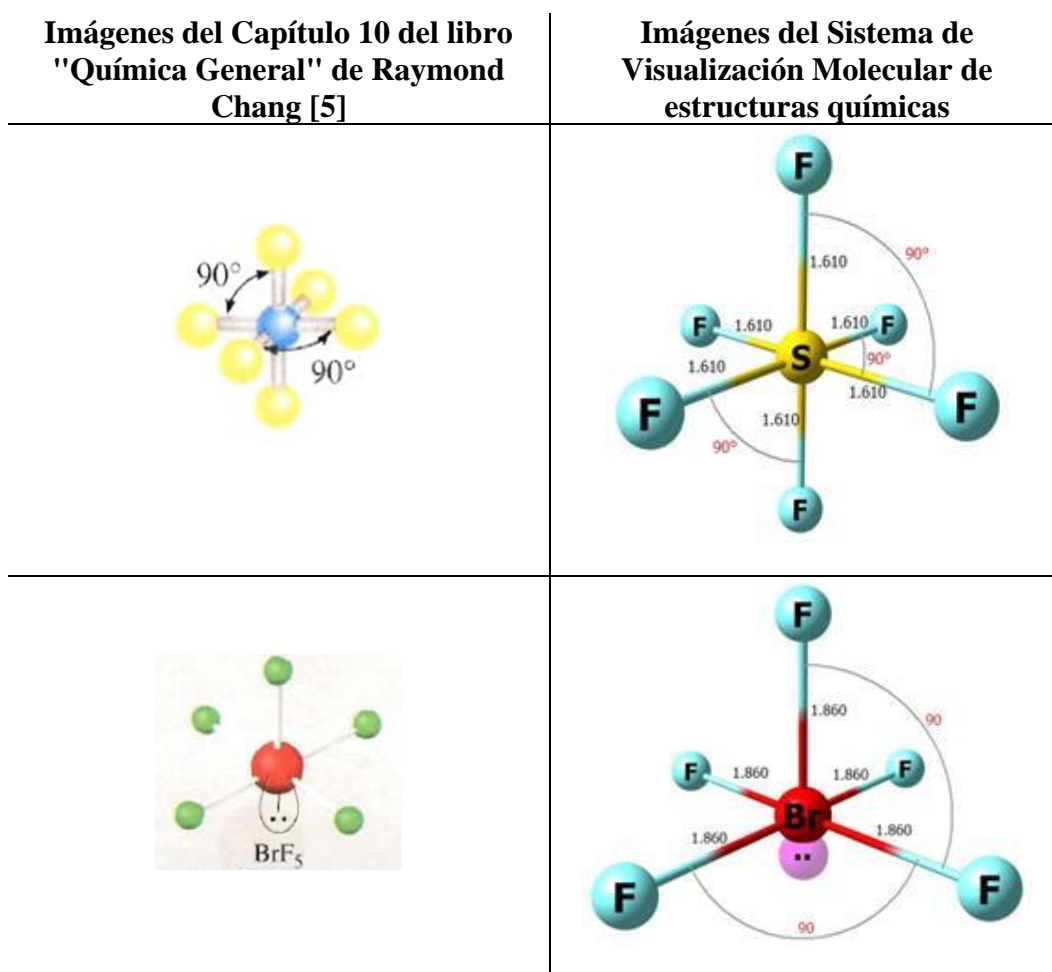 Imágenes del Capítulo 10 del libro
"Química General" de Raymond
Chang [5]
Imágenes del Sistema de
Visualización Molecular de
estructuras químicas
90°
90°
F
90°
1.610
F
1.610
1.610
F
S
90°
1.610
1.610
F
F
1.610
90°
F
BrF₅
F
1.860
90
F
1.860
1.860
F
Br
1.860
1.860
F
F
90